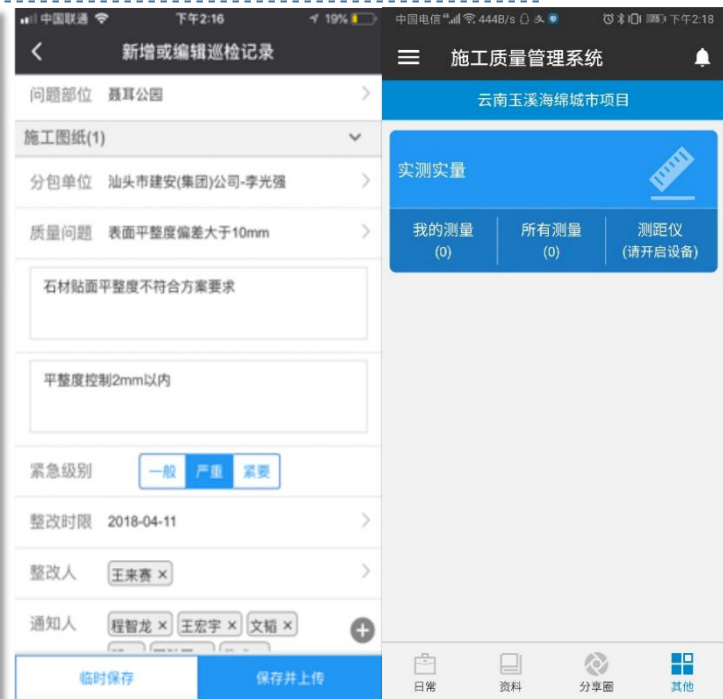 中国联通 下午2:16 19%
新增或编辑巡检记录
问题部位 聂耳公园
施工图纸(1)
分包单位 汕头市建安(集团)公司-李光强
质量问题 表面平整度偏差大于10mm
石材贴面平整度不符合方案要求
平整度控制2mm以内
紧急级别 一般 严重 紧要
整改时限 2018-04-11
整改人 王来赛 ×
通知人 程智龙 × 王宏宇 × 文韬 ×
临时保存 保存并上传
中国电信 444B/s 下午2:18
施工质量管理系统
云南玉溪海绵城市项目
实测实量
我的测量 所有测量 测距仪
(0) (0) (请开启设备)
日常 资料 分享圈 其他